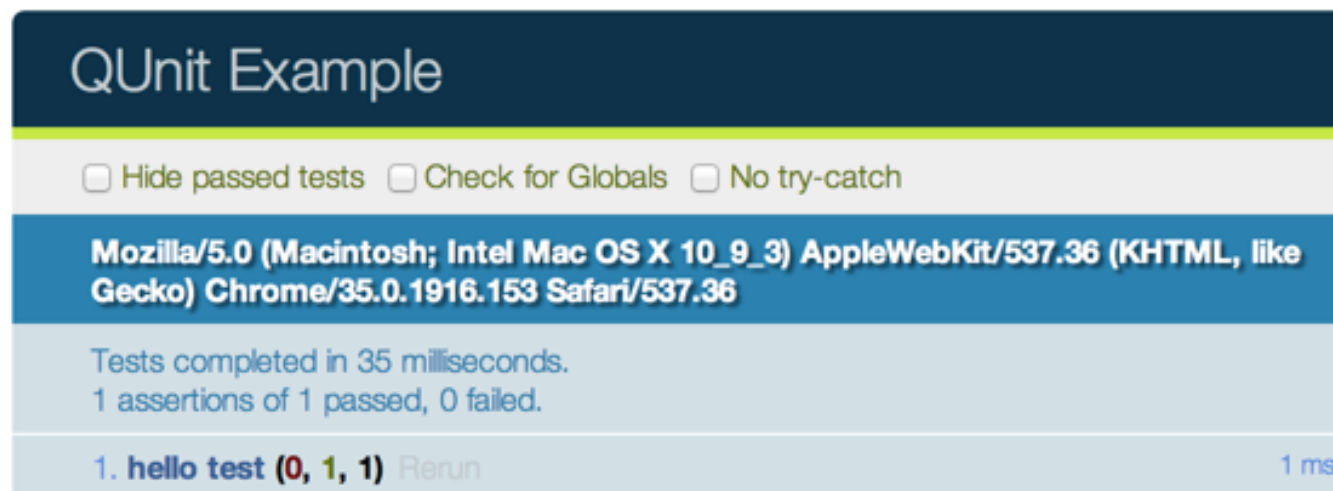 QUnit Example
Hide passed tests Check for Globals No try-catch
Mozilla/5.0 (Macintosh; Intel Mac OS X 10_9_3) AppleWebKit/537.36 (KHTML, like
Gecko) Chrome/35.0.1916.153 Safari/537.36
Tests completed in 35 milliseconds.
1 assertions of 1 passed, 0 failed.
1. hello test (0, 1, 1) Rerun 1 ms